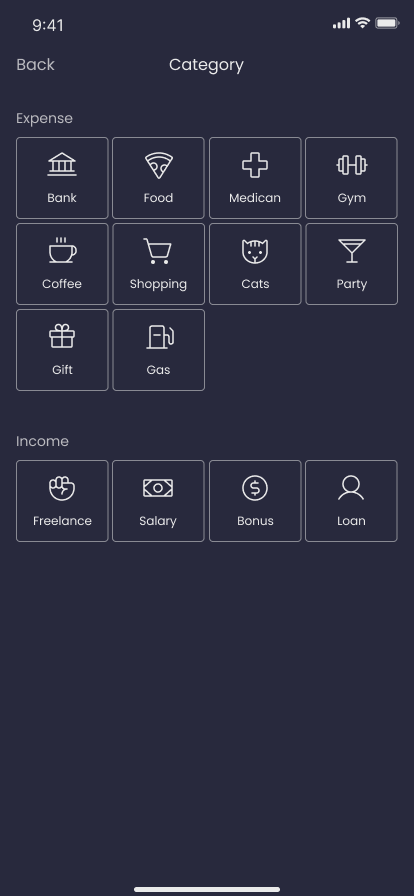 9:41
Back
Category
Expense
Bank
Food
Medican
Gym
Coffee
Shopping
Cats
Party
Gift
Gas
Income
Freelance
Salary
Bonus
Loan